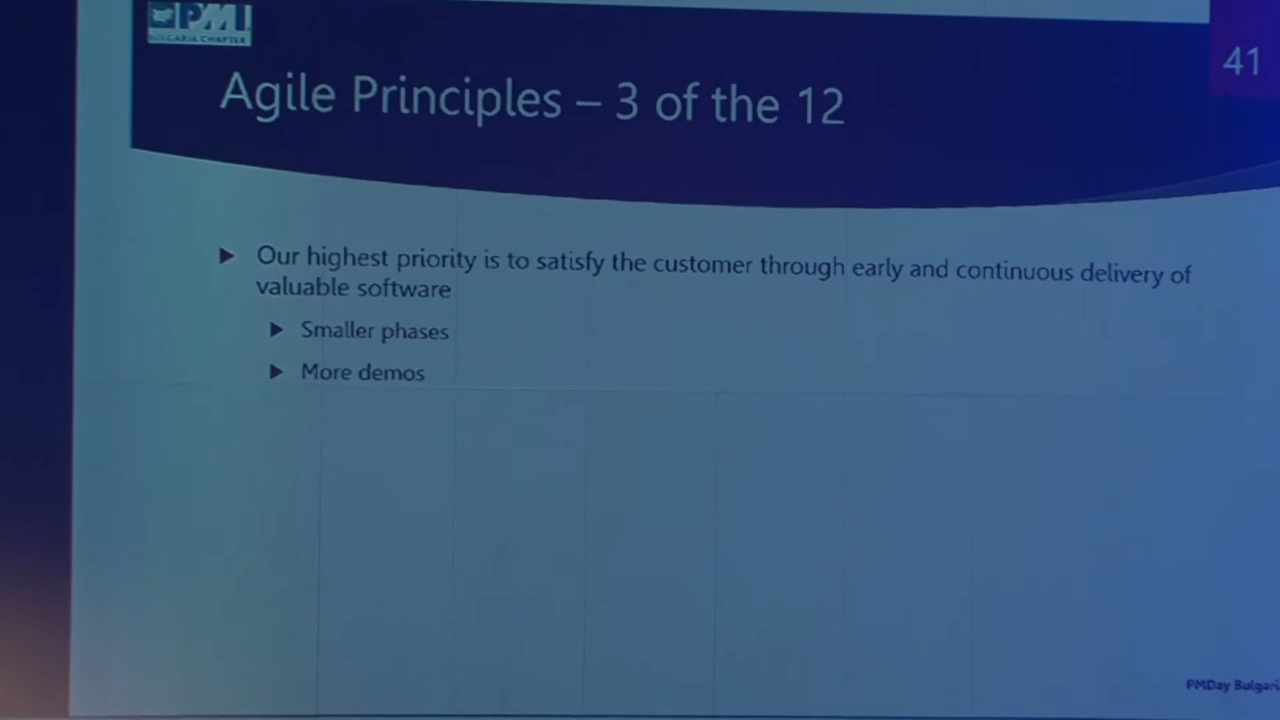 PMI
BULGARIA CHAPTER
41
Agile Principles – 3 of the 12
Our highest priority is to satisfy the customer through early and continuous delivery of
valuable software
Smaller phases
More demos
PMDay